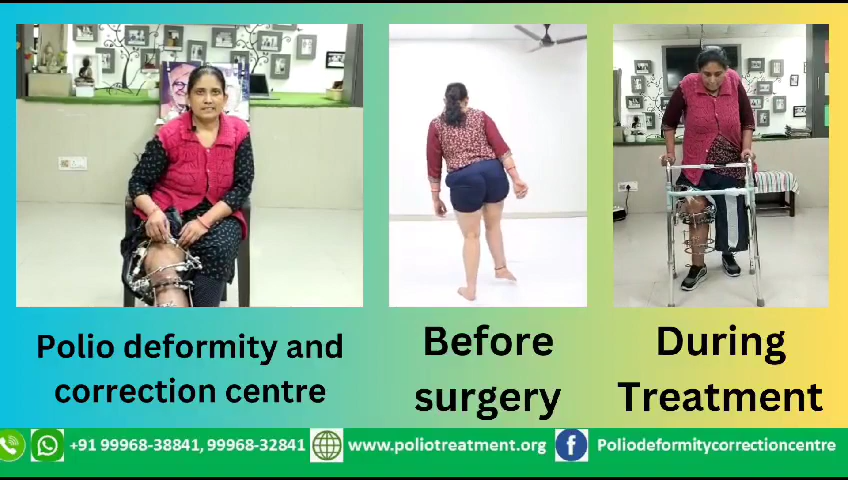 Polio deformity and
correction centre
Before
surgery
During
Treatment
+91 99968-38841, 99968-32841 www.poliotreatment.org Poliodeformitycorrectioncentre